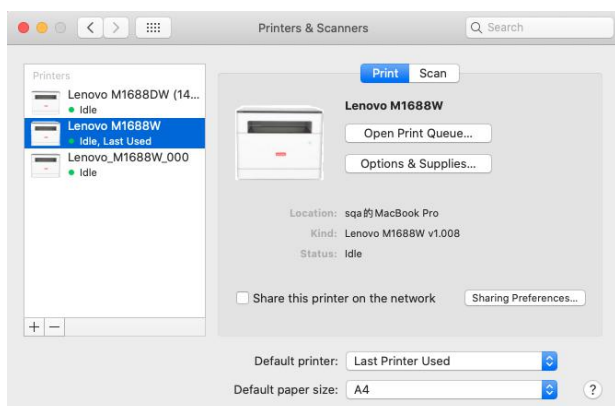 Printers & Scanners
Search
Printers
Lenovo M1688DW (14...
Idle
Lenovo M1688W
Idle, Last Used
Lenovo_M1688W_000
Idle
Print
Scan
Lenovo M1688W
Open Print Queue...
Options & Supplies...
Location: sqa的MacBook Pro
Kind: Lenovo M1688W v1.008
Status: Idle
Share this printer on the network
Sharing Preferences...
+ −
Default printer: Last Printer Used
Default paper size: A4
?